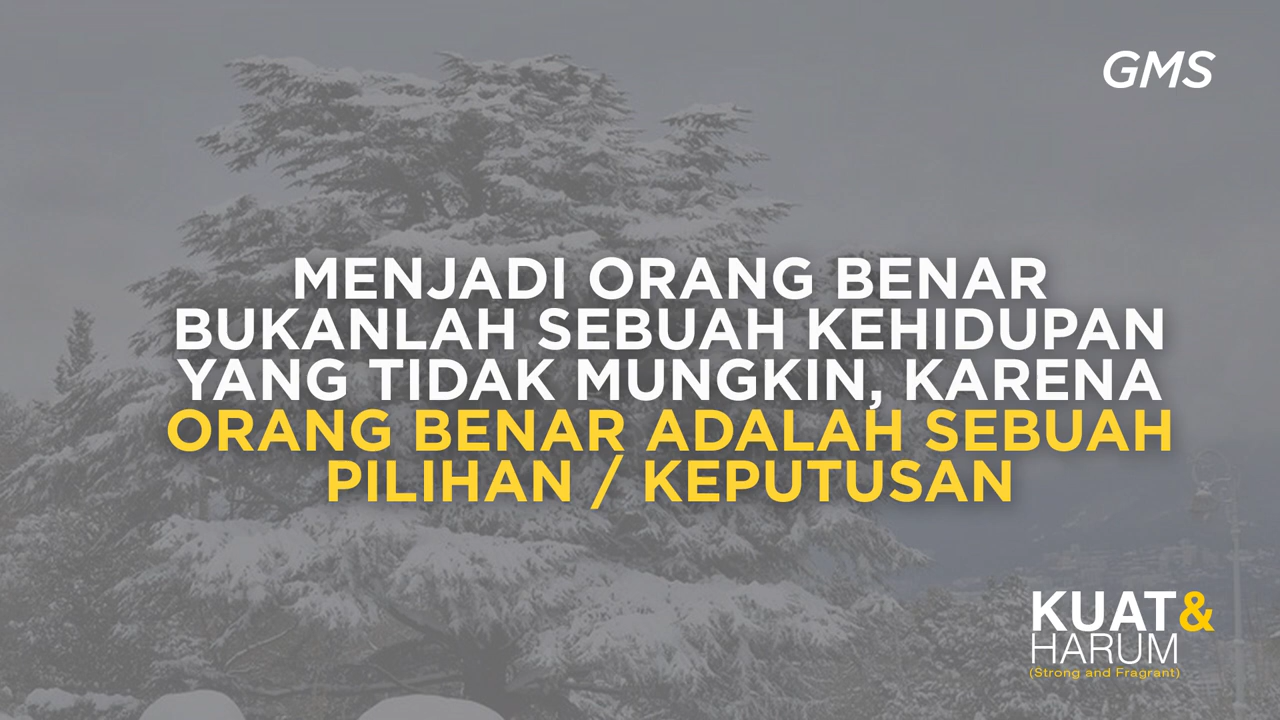 GMS
MENJADI ORANG BENAR
BUKANLAH SEBUAH KEHIDUPAN
YANG TIDAK MUNGKIN, KARENA
ORANG BENAR ADALAH SEBUAH
PILIHAN / KEPUTUSAN
KUAT&
HARUM
(Strong and Fragrant)